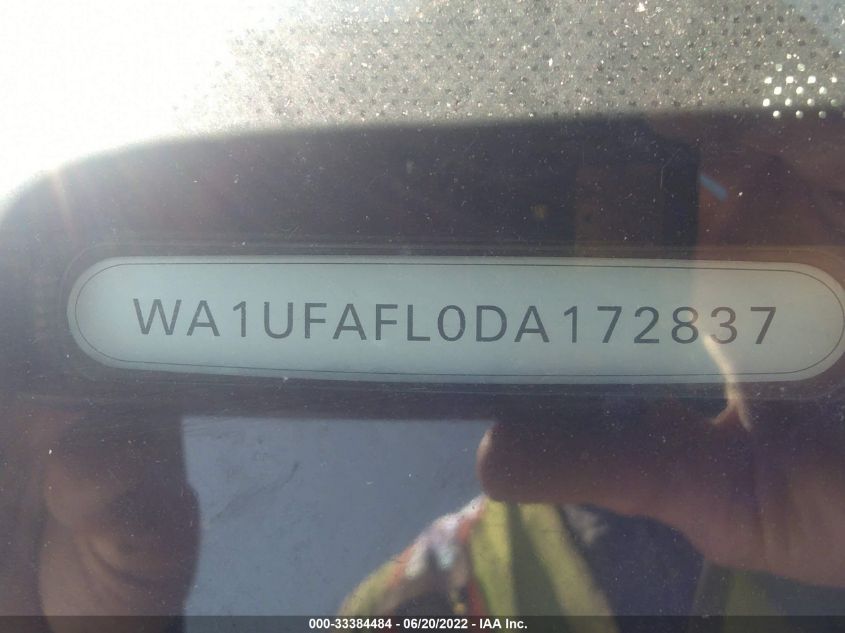 WA1UFAFL0DA172837
000-33384484 - 06/20/2022 - IAA Inc.